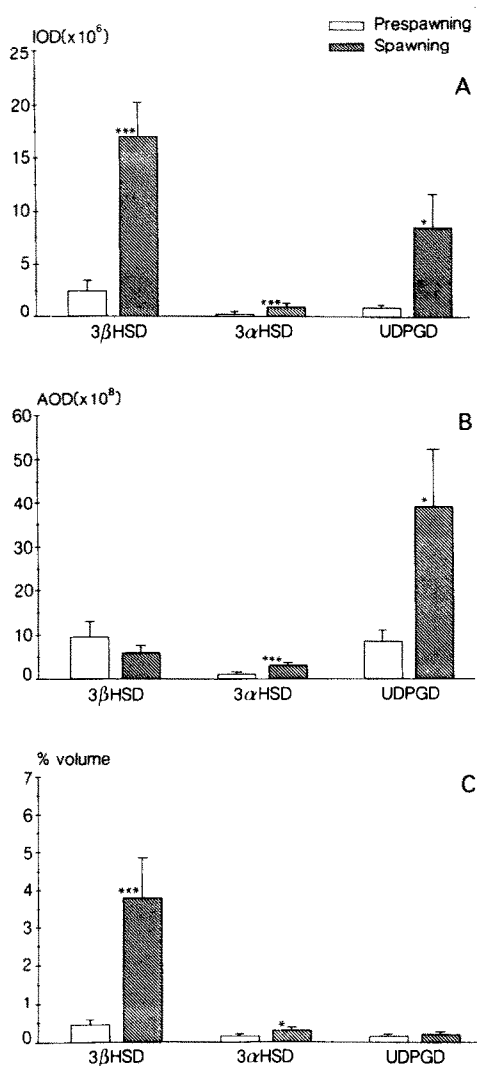 Prespawning
Spawning
IOD(x10⁶)
A
25
20
15
10
5
0
***
***
*
3βHSD 3αHSD UDPGD
AOD(x10⁸)
B
60
50
40
30
20
10
0
***
*
3βHSD 3αHSD UDPGD
% volume
C
7
6
5
4
3
2
1
0
***
*
3βHSD 3αHSD UDPGD